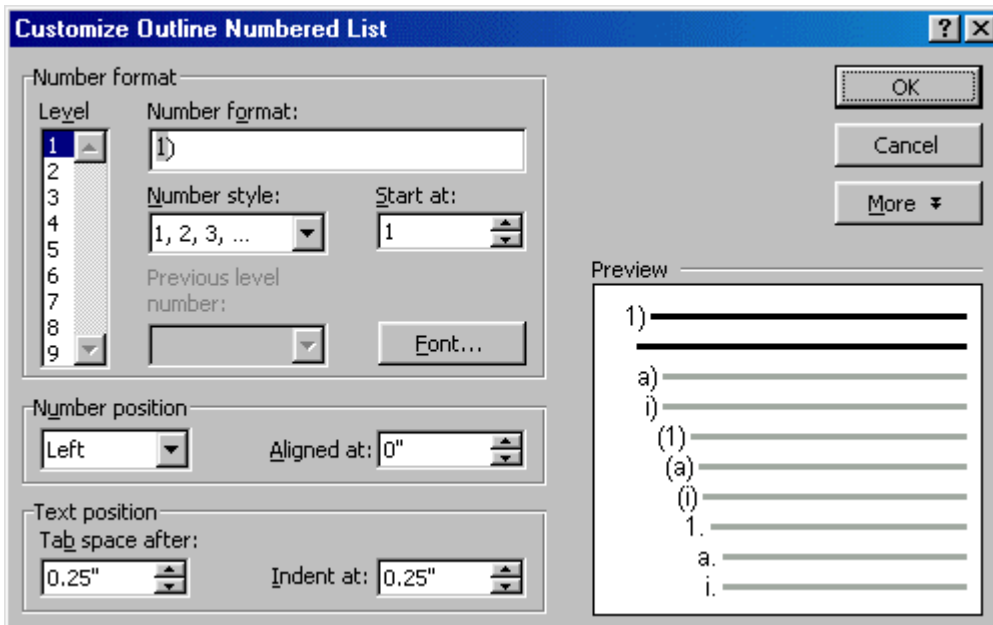 Customize Outline Numbered List
Number format
Level
1
2
3
4
5
6
7
8
9
Number format:
1)
Number style:
1, 2, 3, ...
Start at:
1
Previous level
number:
Font...
Number position
Left
Aligned at:
0"
Text position
Tab space after:
0.25"
Indent at:
0.25"
OK
Cancel
More
Preview
1)
a)
i)
(1)
(a)
(i)
1.
a.
i.